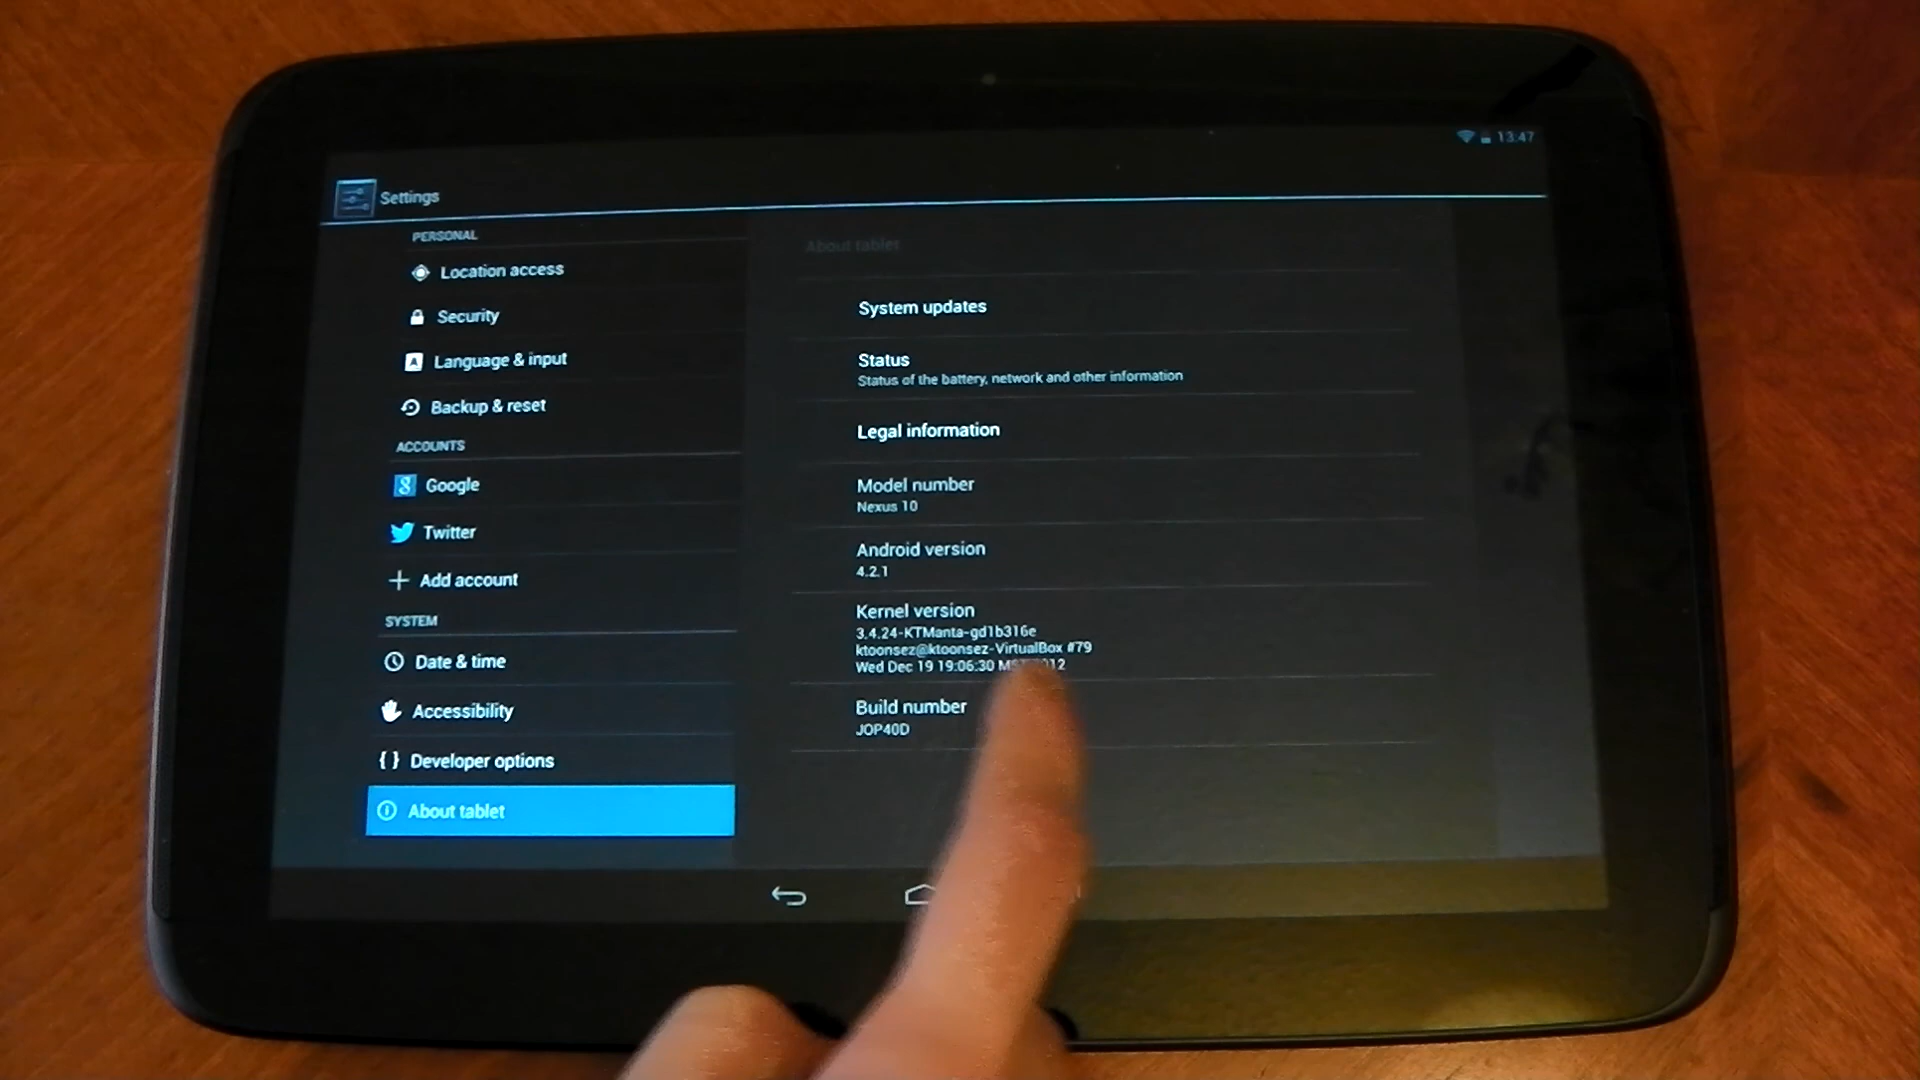 13:47
Settings
PERSONAL
Location access
Security
Language & input
Backup & reset
ACCOUNTS
Google
Twitter
Add account
SYSTEM
Date & time
Accessibility
Developer options
About tablet
About tablet
System updates
Status
Status of the battery, network and other information
Legal information
Model number
Nexus 10
Android version
4.2.1
Kernel version
3.4.24-KTManta-gd1b316e
ktoonsez@ktoonsez-VirtualBox #79
Wed Dec 19 19:06:30
Build number
JOP40D